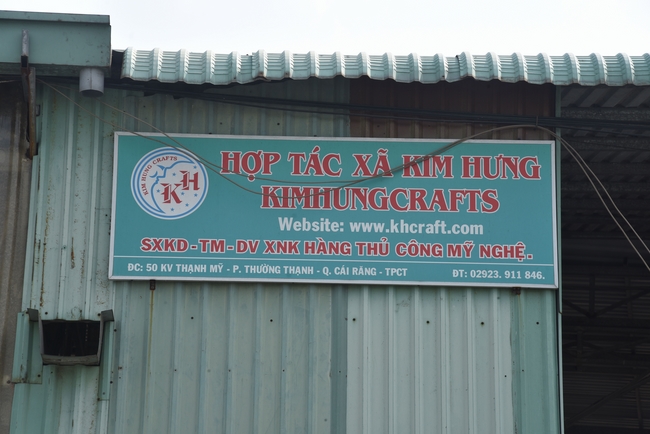 KIM HUNG CRAFTS
KH
HỢP TÁC XÃ KIM HƯNG
KIMHUNGCRAFTS
Website: www.khcraft.com
SXKD - TM - DV XNK HÀNG THỦ CÔNG MỸ NGHỆ.
ĐC: 50 KV THẠNH MỸ - P. THƯỜNG THẠNH - Q. CÁI RĂNG - TPCT ĐT: 02923. 911 846.